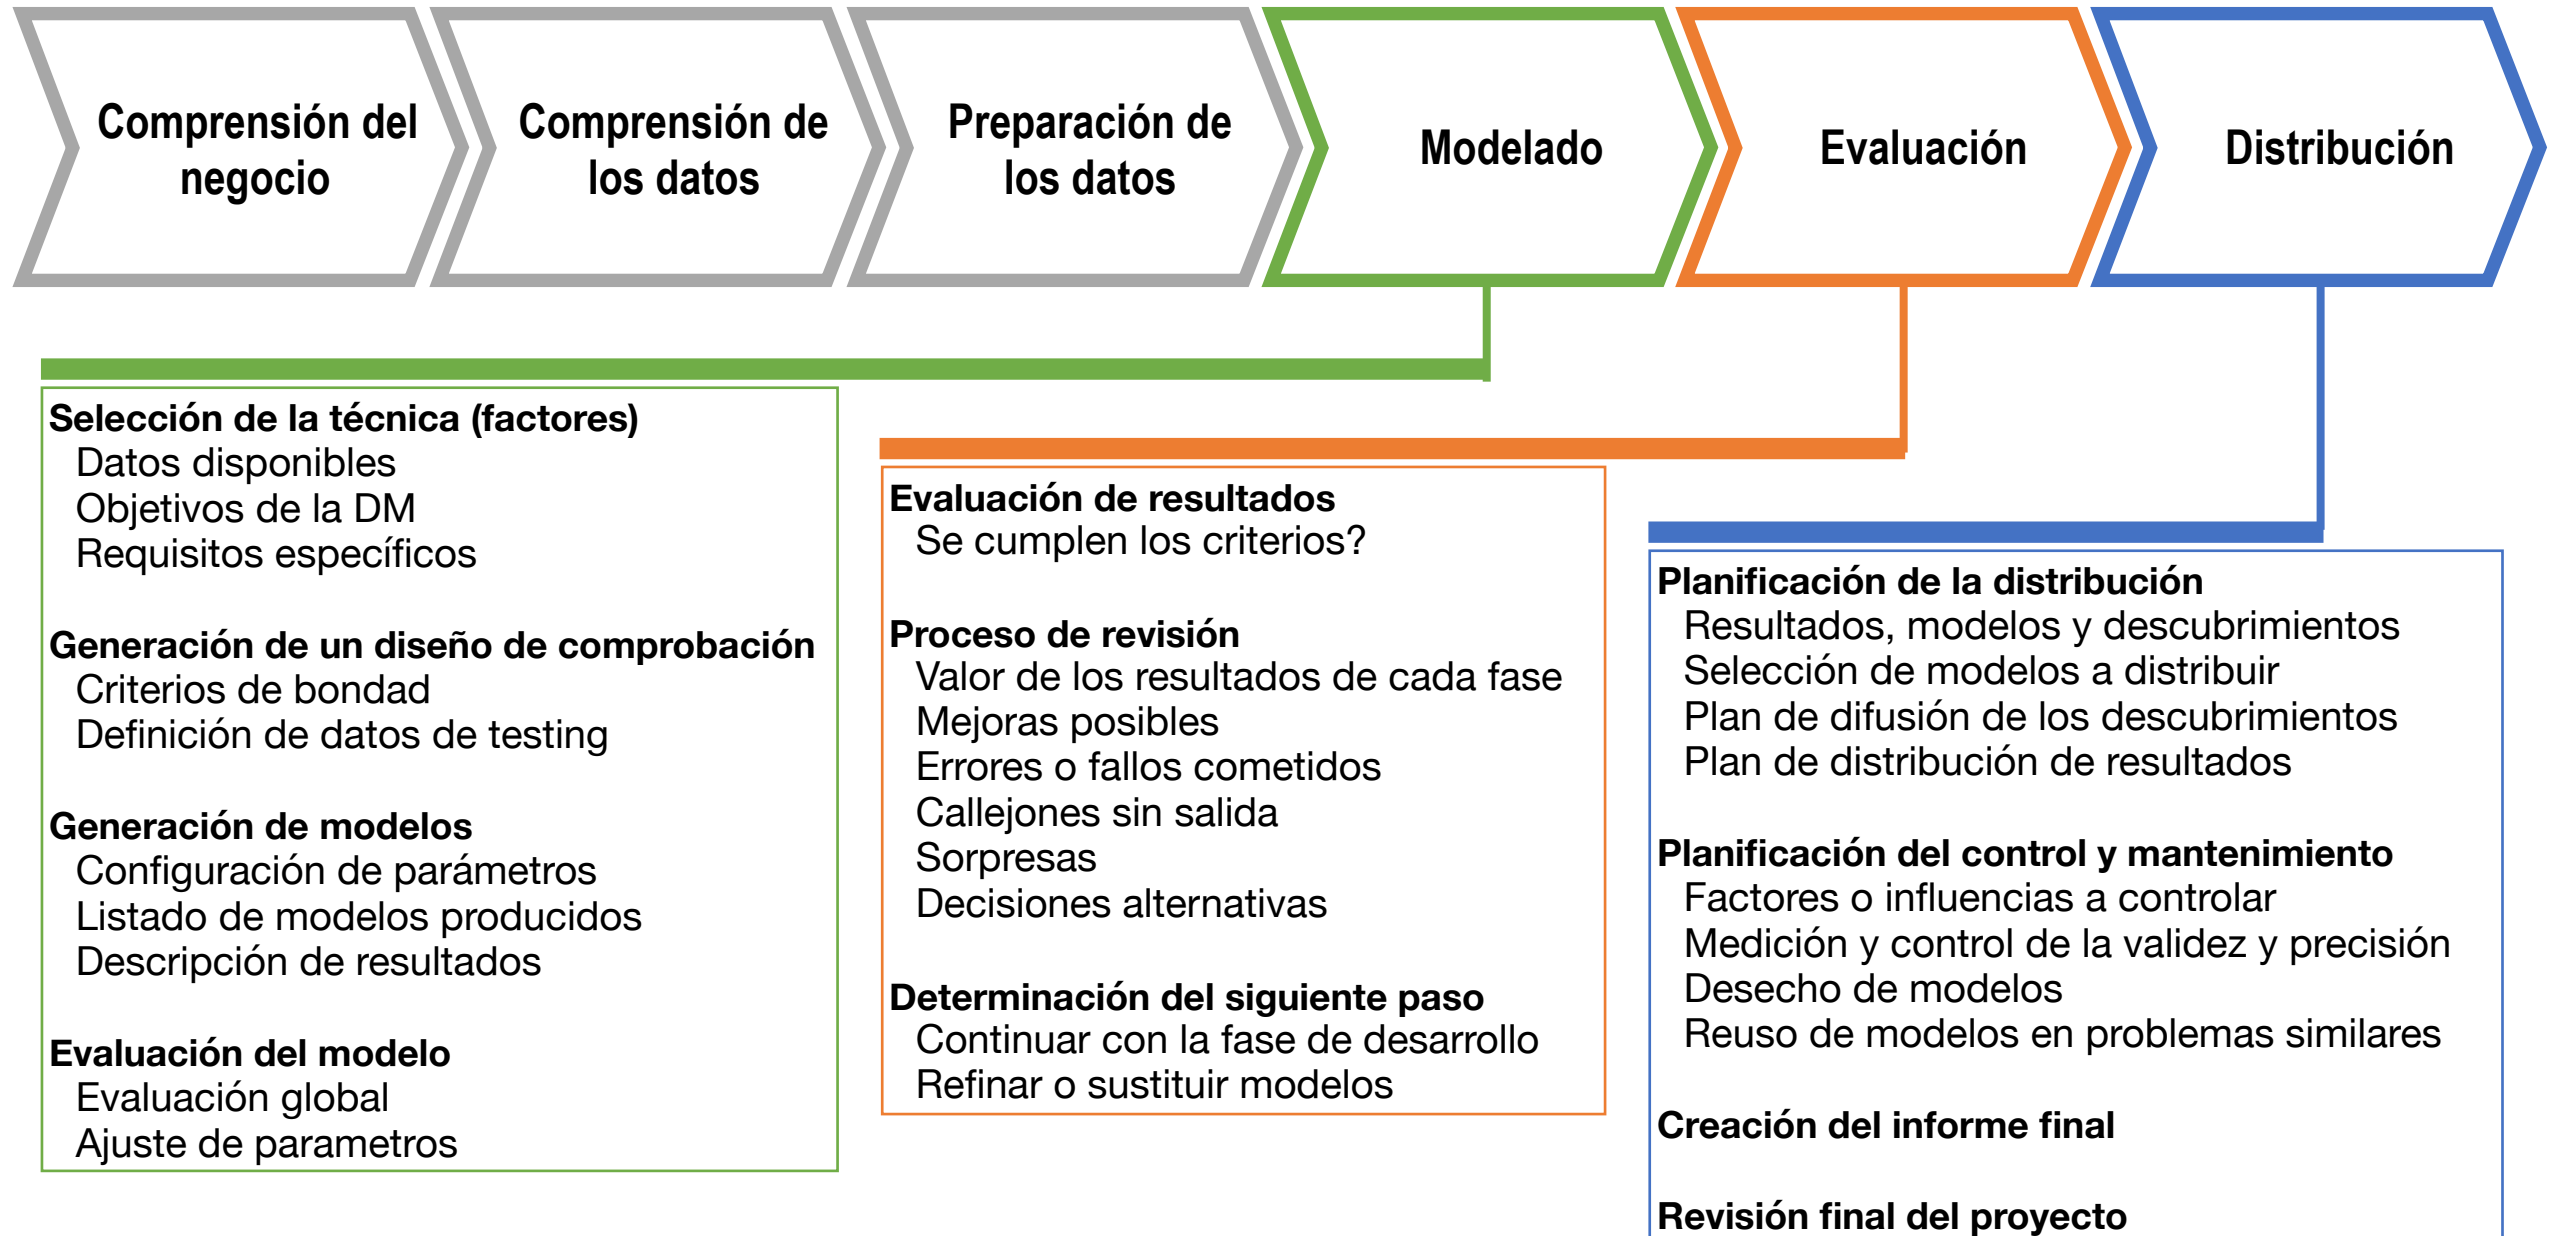 Comprensión del
negocio
Comprensión de
los datos
Preparación de
los datos
Modelado
Evaluación
Distribución
Selección de la técnica (factores)
Datos disponibles
Objetivos de la DM
Requisitos específicos
Generación de un diseño de comprobación
Criterios de bondad
Definición de datos de testing
Generación de modelos
Configuración de parámetros
Listado de modelos producidos
Descripción de resultados
Evaluación del modelo
Evaluación global
Ajuste de parametros
Evaluación de resultados
Se cumplen los criterios?
Proceso de revisión
Valor de los resultados de cada fase
Mejoras posibles
Errores o fallos cometidos
Callejones sin salida
Sorpresas
Decisiones alternativas
Determinación del siguiente paso
Continuar con la fase de desarrollo
Refinar o sustituir modelos
Planificación de la distribución
Resultados, modelos y descubrimientos
Selección de modelos a distribuir
Plan de difusión de los descubrimientos
Plan de distribución de resultados
Planificación del control y mantenimiento
Factores o influencias a controlar
Medición y control de la validez y precisión
Desecho de modelos
Reuso de modelos en problemas similares
Creación del informe final
Revisión final del proyecto